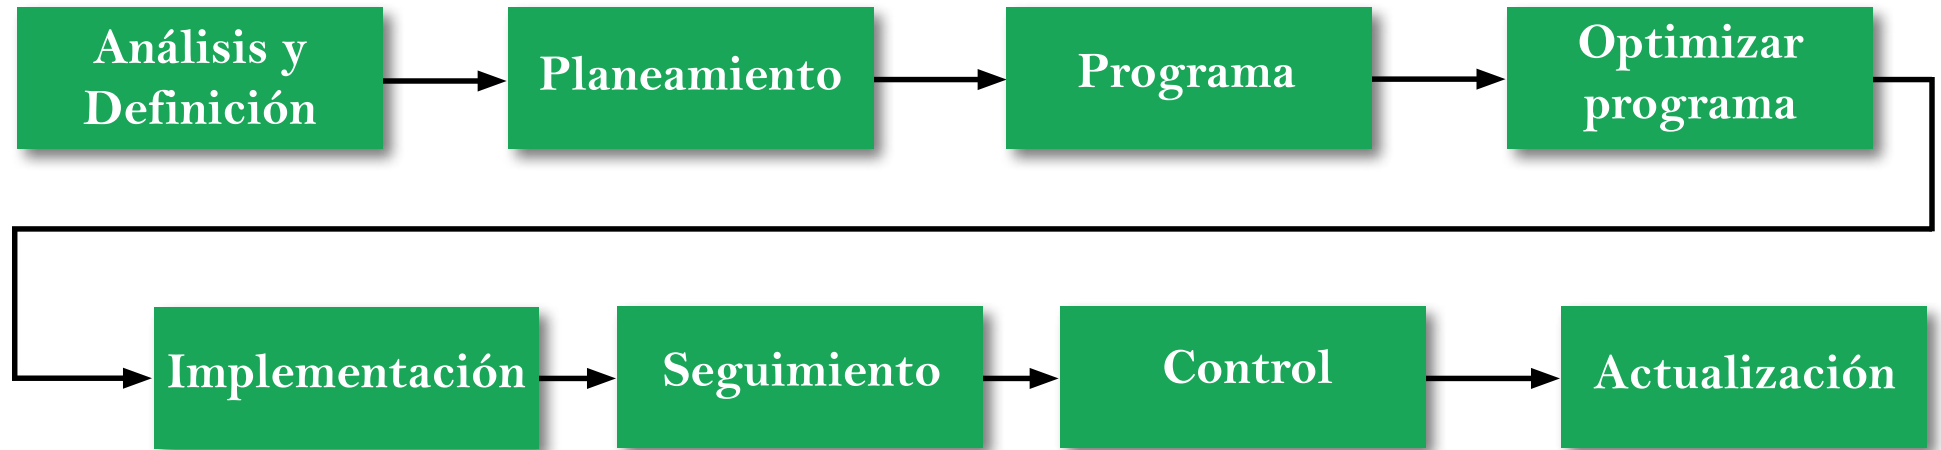 Análisis y
Definición
Planeamiento
Programa
Optimizar
programa
Implementación
Seguimiento
Control
Actualización